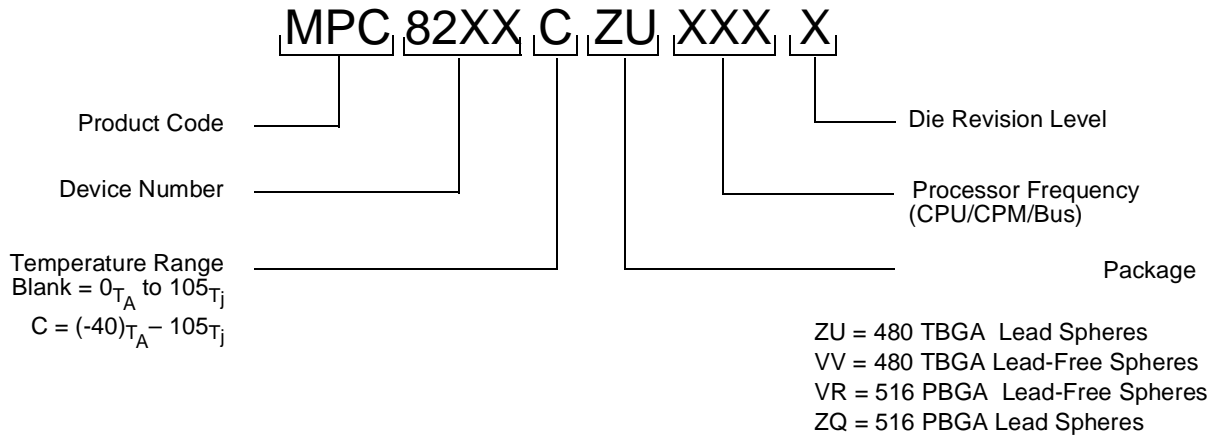 MPC 82XX C ZU XXX X
Product Code
Die Revision Level
Device Number
Processor Frequency
(CPU/CPM/Bus)
Temperature Range
Blank = 0TA to 105Tj
C = (-40)TA – 105Tj
Package
ZU = 480 TBGA Lead Spheres
VV = 480 TBGA Lead-Free Spheres
VR = 516 PBGA Lead-Free Spheres
ZQ = 516 PBGA Lead Spheres